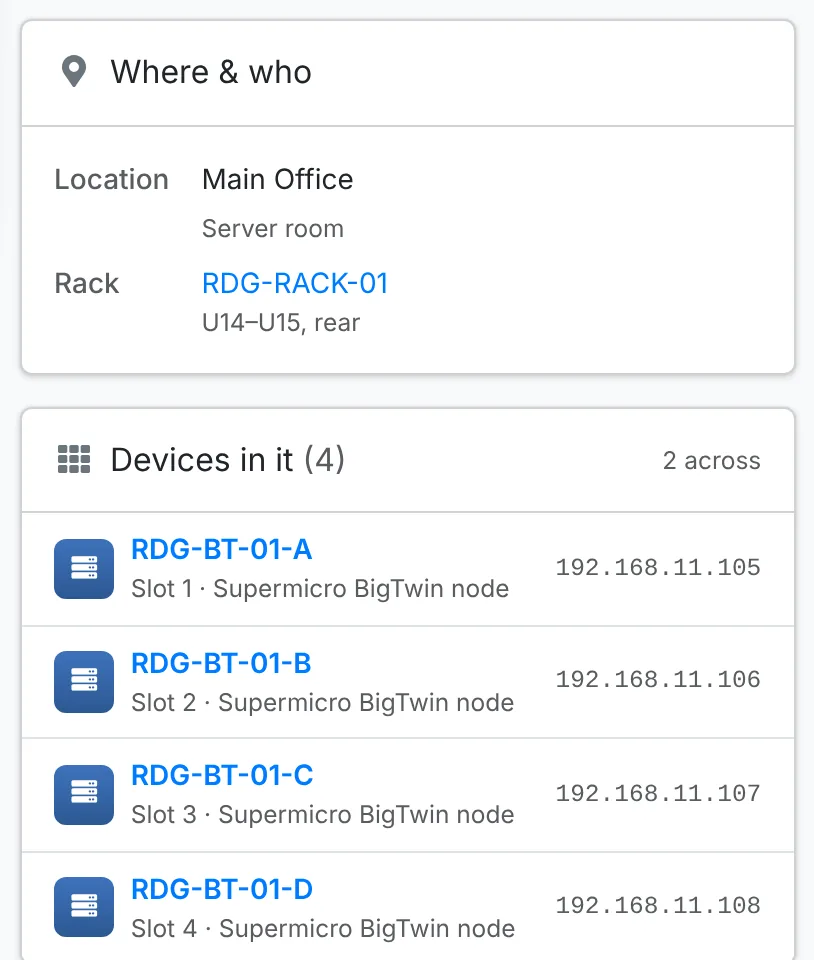 Where & who
Location Main Office
Server room
Rack RDG-RACK-01
U14–U15, rear
Devices in it (4) 2 across
RDG-BT-01-A
Slot 1 · Supermicro BigTwin node 192.168.11.105
RDG-BT-01-B
Slot 2 · Supermicro BigTwin node 192.168.11.106
RDG-BT-01-C
Slot 3 · Supermicro BigTwin node 192.168.11.107
RDG-BT-01-D
Slot 4 · Supermicro BigTwin node 192.168.11.108